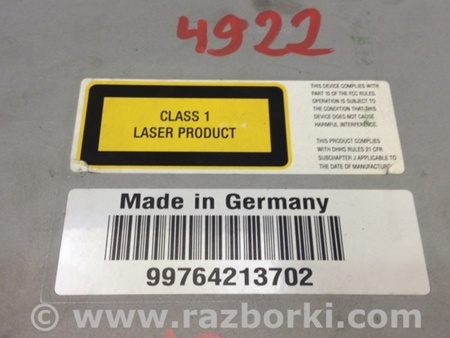 4922
CLASS 1
LASER PRODUCT
THIS DEVICE COMPLIES WITH
PART 15 OF THE FCC RULES.
OPERATION IS SUBJECT TO
THE CONDITION THAT THIS
DEVICE DOES NOT CAUSE
HARMFUL INTERFERENCE.
THIS PRODUCT COMPLIES
WITH DHHS RULES 21 CFR
SUBCHAPTER J APPLICABLE TO
THE DATE OF MANUFACTURE
Made in Germany
99764213702
© www.razborki.com